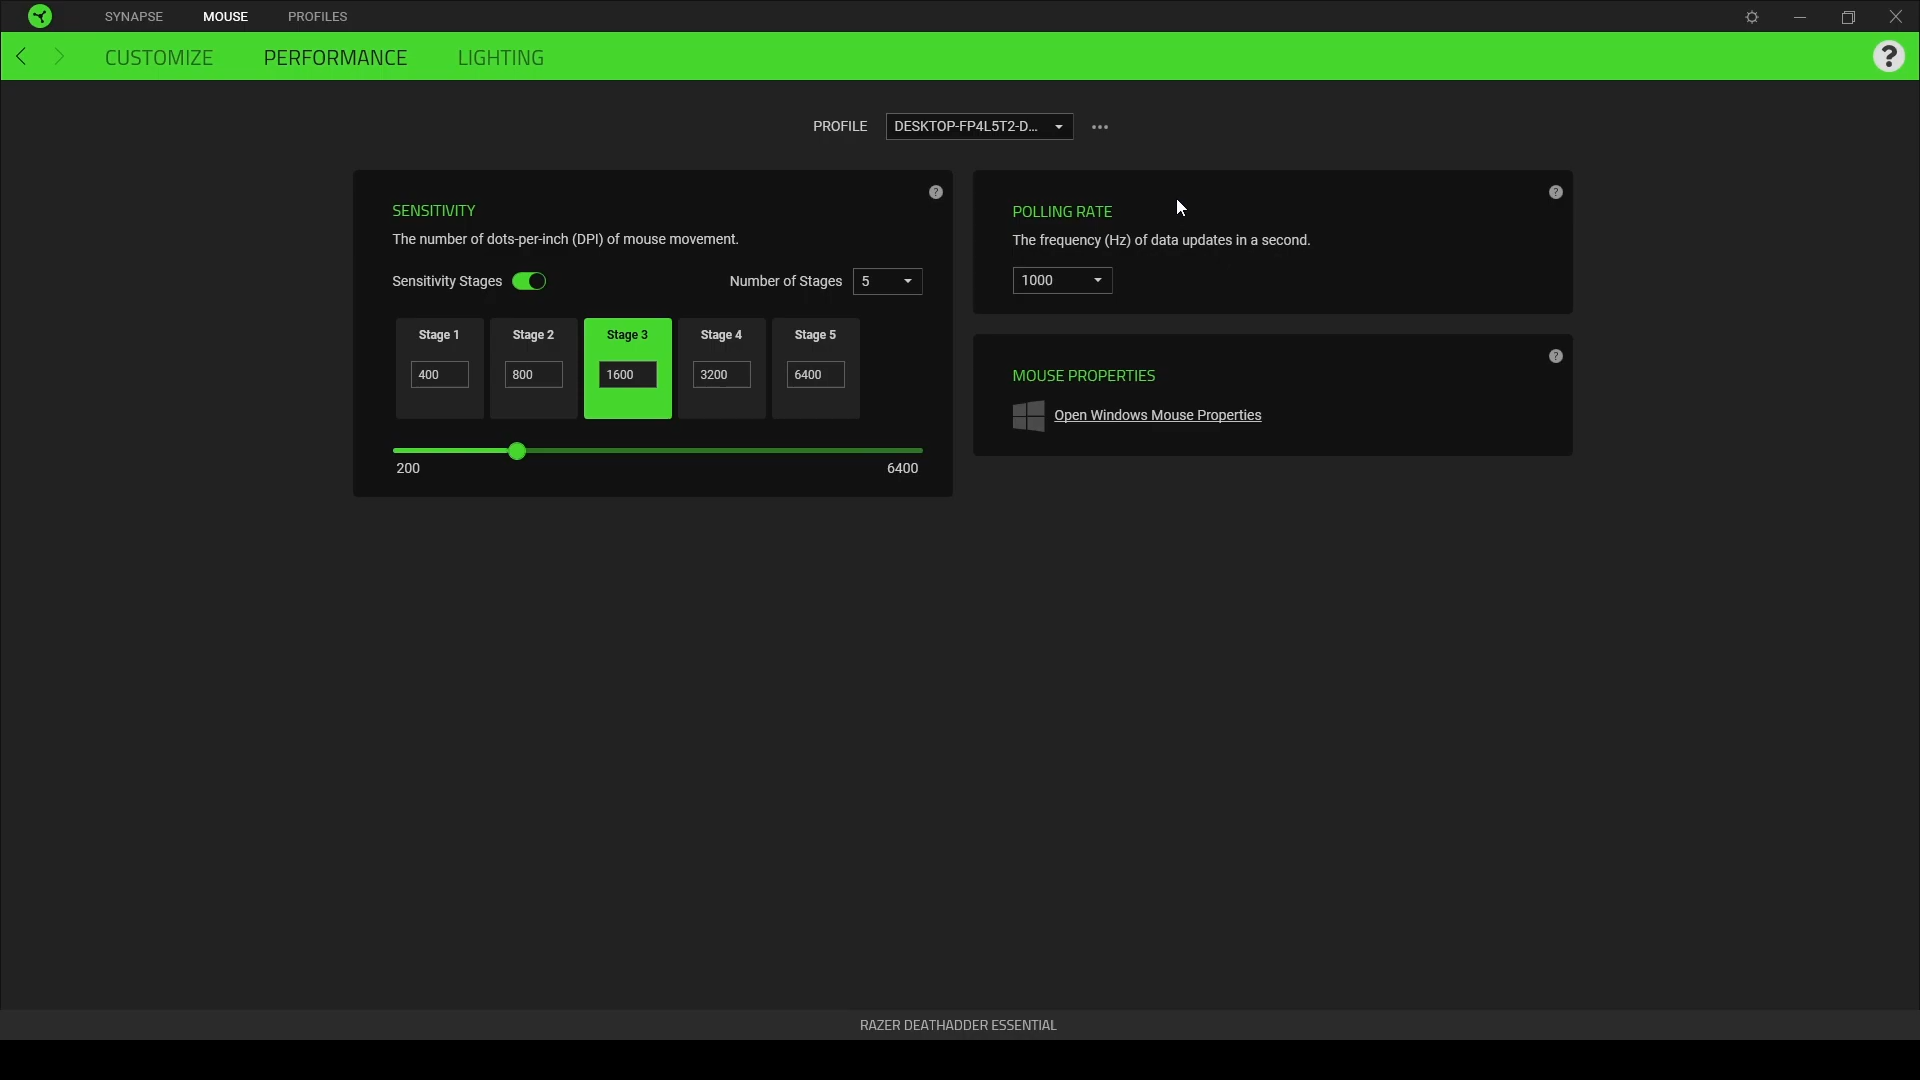 SYNAPSE MOUSE PROFILES
CUSTOMIZE PERFORMANCE LIGHTING ?
PROFILE DESKTOP-FP4L5T2-D...
SENSITIVITY ?
The number of dots-per-inch (DPI) of mouse movement.
Sensitivity Stages Number of Stages 5
Stage 1 Stage 2 Stage 3 Stage 4 Stage 5
400 800 1600 3200 6400
200 6400
POLLING RATE ?
The frequency (Hz) of data updates in a second.
1000
MOUSE PROPERTIES ?
Open Windows Mouse Properties
RAZER DEATHADDER ESSENTIAL